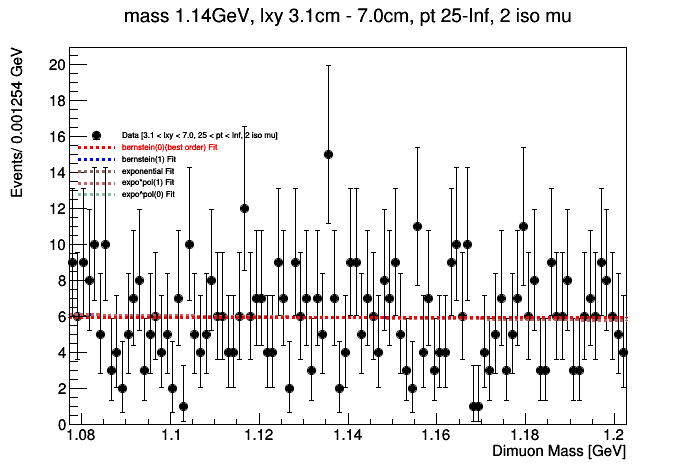 mass 1.14GeV, lxy 3.1cm - 7.0cm, pt 25-Inf, 2 iso mu
Events/ 0.001254 GeV
20
18
16
14
12
10
8
6
4
2
0
Data [3.1 < lxy < 7.0, 25 < pt < Inf, 2 iso mu]
bernstein(0)(best order) Fit
bernstein(1) Fit
exponential Fit
expo*pol(1) Fit
expo*pol(0) Fit
1.08 1.1 1.12 1.14 1.16 1.18 1.2
Dimuon Mass [GeV]